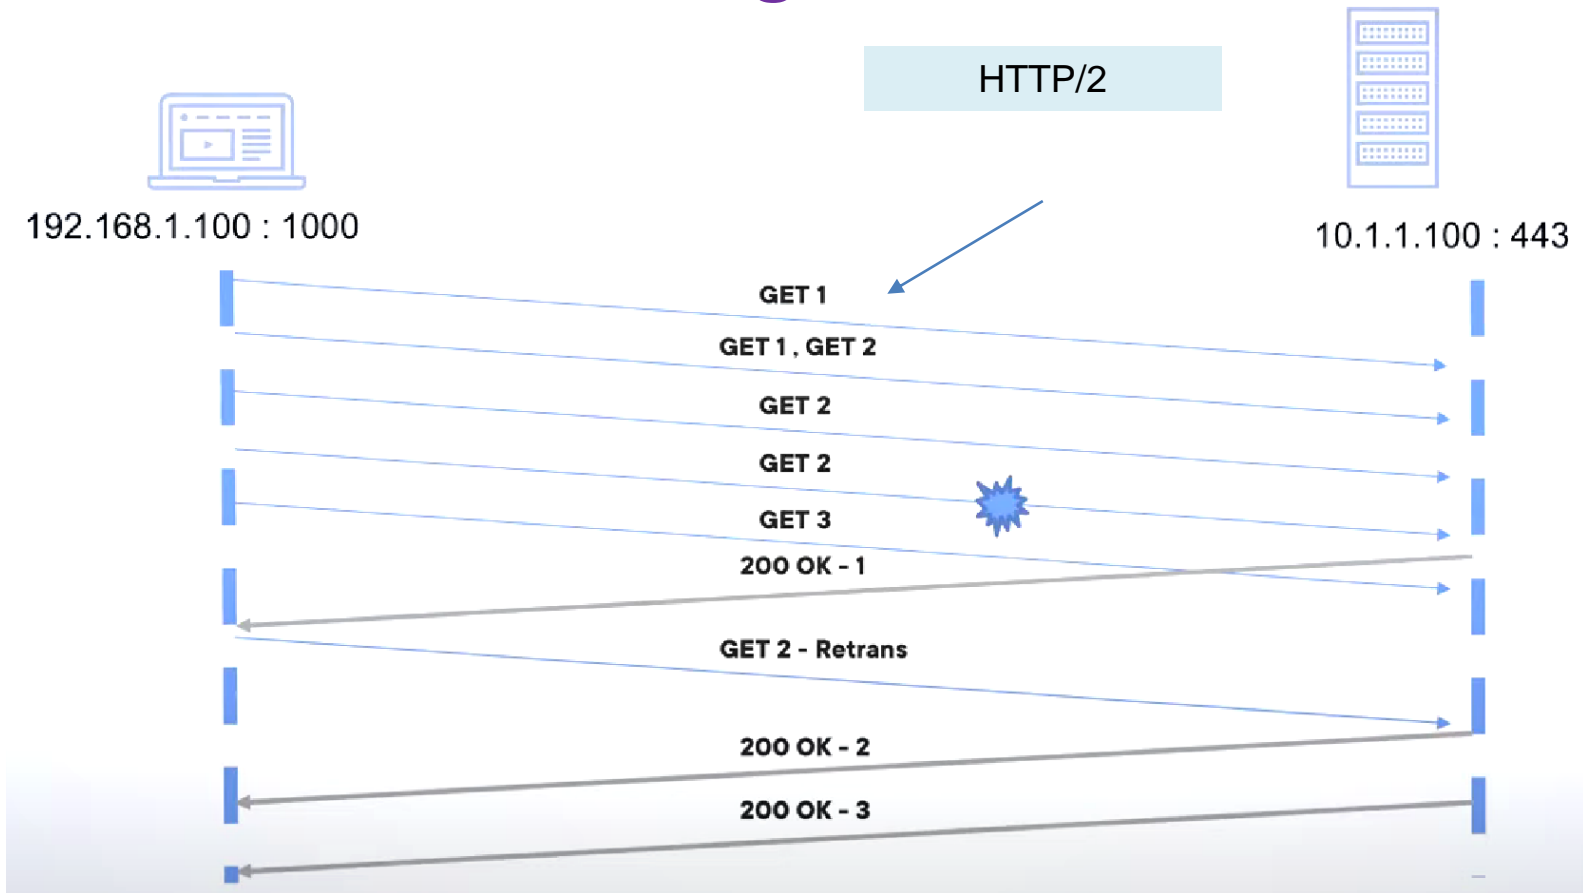 HTTP/2
192.168.1.100 : 1000
10.1.1.100 : 443
GET 1
GET 1 , GET 2
GET 2
GET 2
GET 3
200 OK - 1
GET 2 - Retrans
200 OK - 2
200 OK - 3